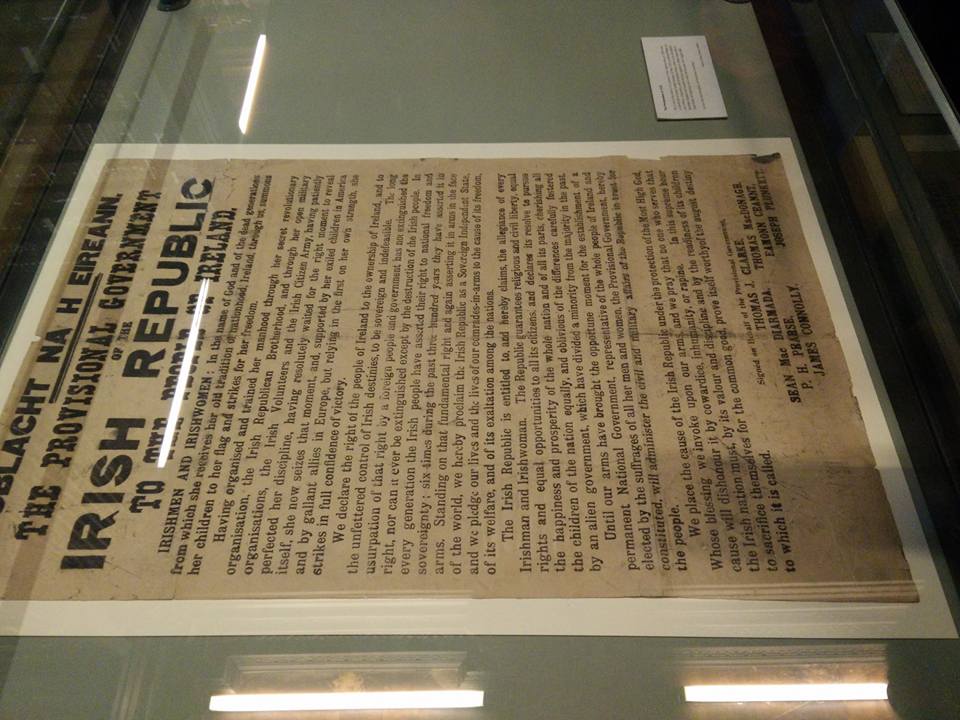 OBLACHT NA H EIREANN.
THE PROVISIONAL GOVERNMENT
OF THE
IRISH REPUBLIC
TO THE PEOPLE OF IRELAND.
IRISHMEN AND IRISHWOMEN: In the name of God and of the dead generations
from which she receives her old tradition of nationhood, Ireland, through us, summons
her children to her flag and strikes for her freedom.
Having organised and trained her manhood through her secret revolutionary
organisation, the Irish Republican Brotherhood, and through her open military
organisations, the Irish Volunteers and the Irish Citizen Army, having patiently
perfected her discipline, having resolutely waited for the right moment to reveal
itself, she now seizes that moment, and, supported by her exiled children in America
and by gallant allies in Europe, but relying in the first on her own strength, she
strikes in full confidence of victory.
We declare the right of the people of Ireland to the ownership of Ireland, and to
the unfettered control of Irish destinies, to be sovereign and indefeasible. The long
usurpation of that right by a foreign people and government has not extinguished the
right, nor can it ever be extinguished except by the destruction of the Irish people. In
every generation the Irish people have asserted their right to national freedom and
sovereignty; six times during the past three hundred years they have asserted it in
arms. Standing on that fundamental right and again asserting it in arms in the face
of the world, we hereby proclaim the Irish Republic as a Sovereign Independent State,
and we pledge our lives and the lives of our comrades-in-arms to the cause of its freedom,
of its welfare, and of its exaltation among the nations.
The Irish Republic is entitled to, and hereby claims, the allegiance of every
Irishman and Irishwoman. The Republic guarantees religious and civil liberty, equal
rights and equal opportunities to all its citizens, and declares its resolve to pursue
the happiness and prosperity of the whole nation and of all its parts, cherishing all
the children of the nation equally, and oblivious of the differences carefully fostered
by an alien government, which have divided a minority from the majority in the past.
Until our arms have brought the opportune moment for the establishment of a
permanent National Government, representative of the whole people of Ireland and
elected by the suffrages of all her men and women, the Provisional Government, hereby
constituted, will administer the civil and military affairs of the Republic in trust for
the people.
We place the cause of the Irish Republic under the protection of the Most High God,
Whose blessing we invoke upon our arms, and we pray that no one who serves that
cause will dishonour it by cowardice, inhumanity, or rapine. In this supreme hour
the Irish nation must, by its valour and discipline and by the readiness of its children
to sacrifice themselves for the common good, prove itself worthy of the august destiny
to which it is called.
Signed on Behalf of the Provisional Government,
THOMAS J. CLARKE,
SEAN Mac DIARMADA, THOMAS MacDONAGH,
P. H. PEARSE, EAMONN CEANNT,
JAMES CONNOLLY, JOSEPH PLUNKETT.